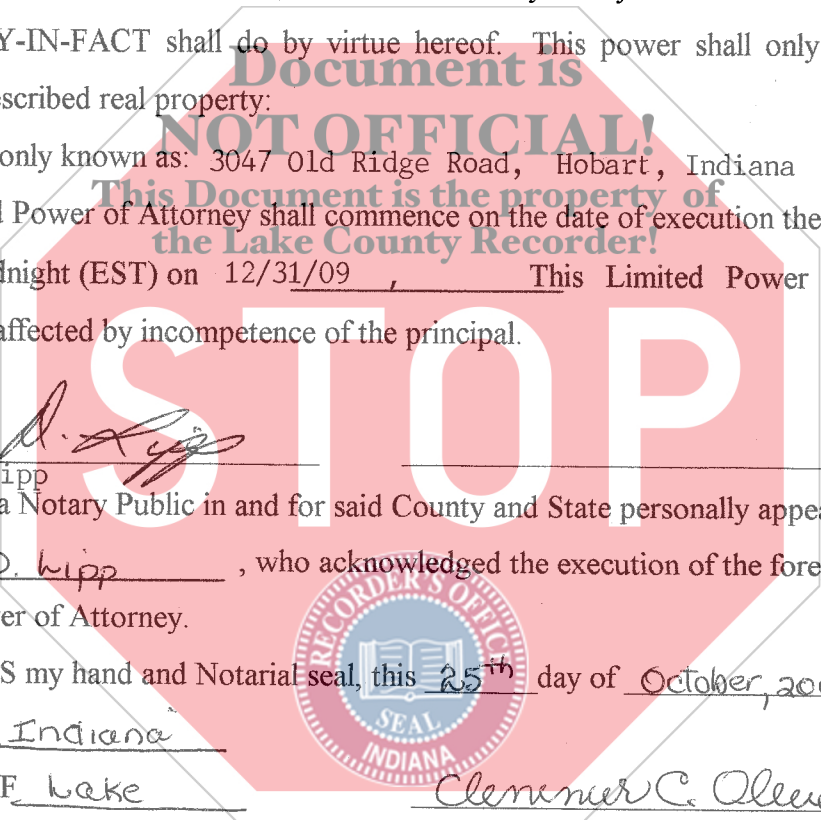 Y-IN-FACT shall do by virtue hereof. This power shall only
Document is
escribed real property:
NOT OFFICIAL!
only known as: 3047 Old Ridge Road, Hobart, Indiana
This Document is the property of
Power of Attorney shall commence on the date of execution the
the Lake County Recorder!
night (EST) on 12/31/09 , This Limited Power
affected by incompetence of the principal.
STOP
D. Lipp
ipp
a Notary Public in and for said County and State personally appea
D. Lipp , who acknowledged the execution of the fore
er of Attorney.
RECORDER'S OFFICE
S my hand and Notarial seal, this 25th day of October, 200
SEAL
Indiana
INDIANA
F Lake
C.